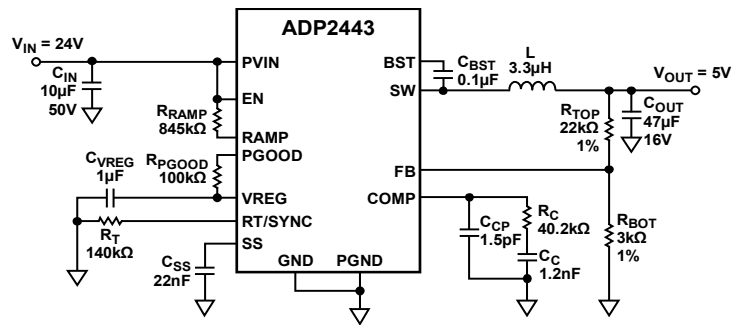 ADP2443
V_IN = 24V
C_IN
10µF
50V
PVIN
EN
R_RAMP
845kΩ
RAMP
PGOOD
R_PGOOD
100kΩ
C_VREG
1µF
VREG
RT/SYNC
R_T
140kΩ
SS
C_SS
22nF
GND
PGND
BST
C_BST
0.1µF
SW
L
3.3µH
V_OUT = 5V
R_TOP
22kΩ
1%
C_OUT
47µF
16V
FB
COMP
C_CP
1.5pF
R_C
40.2kΩ
C_C
1.2nF
R_BOT
3kΩ
1%